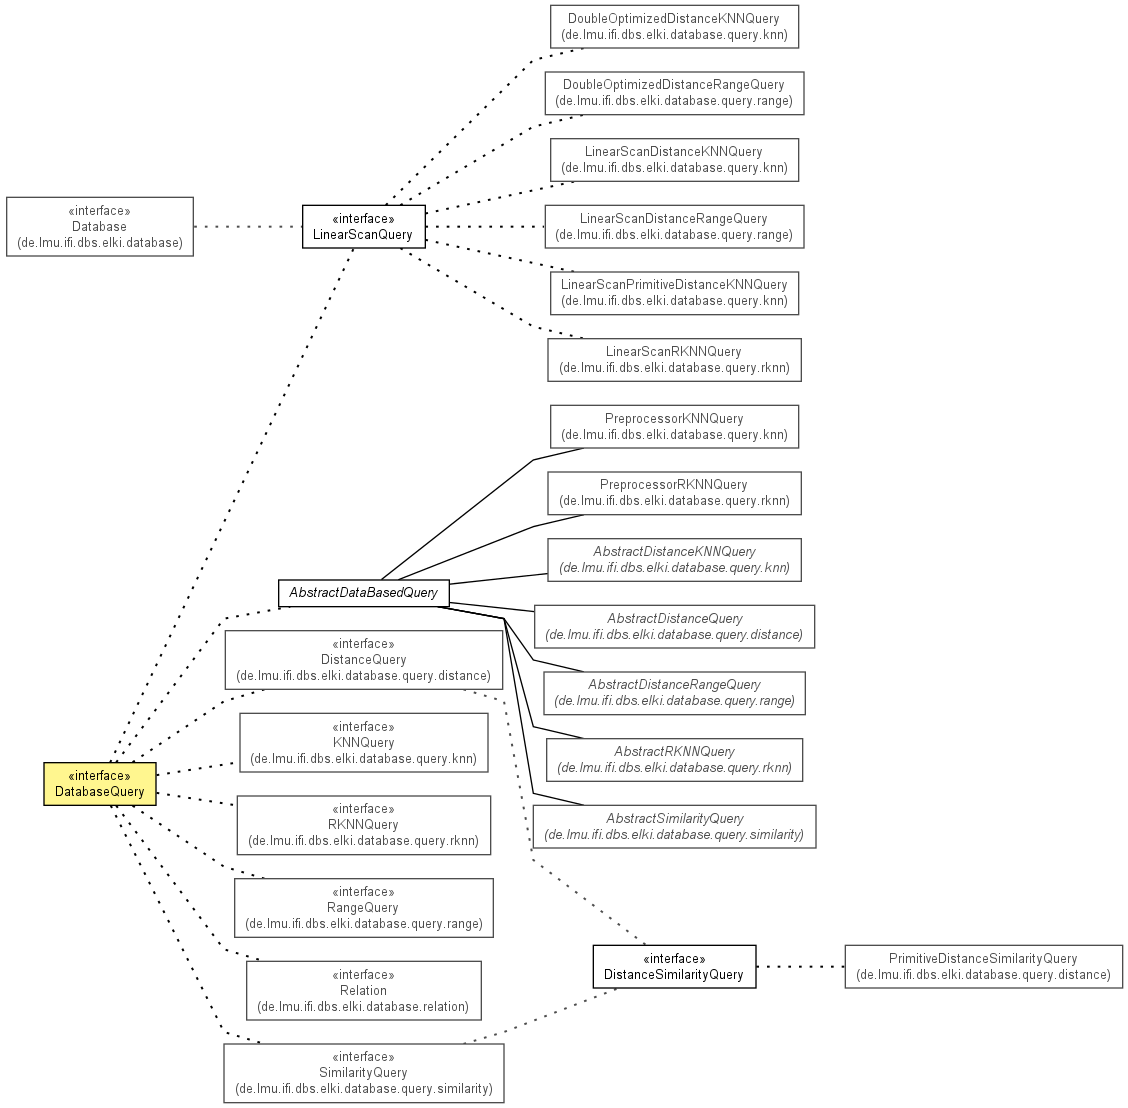 DoubleOptimizedDistanceKNNQuery
(de.lmu.ifi.dbs.elki.database.query.knn)
DoubleOptimizedDistanceRangeQuery
(de.lmu.ifi.dbs.elki.database.query.range)
LinearScanDistanceKNNQuery
(de.lmu.ifi.dbs.elki.database.query.knn)
«interface»
Database
(de.lmu.ifi.dbs.elki.database)
«interface»
LinearScanQuery
LinearScanDistanceRangeQuery
(de.lmu.ifi.dbs.elki.database.query.range)
LinearScanPrimitiveDistanceKNNQuery
(de.lmu.ifi.dbs.elki.database.query.knn)
LinearScanRKNNQuery
(de.lmu.ifi.dbs.elki.database.query.rknn)
PreprocessorKNNQuery
(de.lmu.ifi.dbs.elki.database.query.knn)
PreprocessorRKNNQuery
(de.lmu.ifi.dbs.elki.database.query.rknn)
AbstractDistanceKNNQuery
(de.lmu.ifi.dbs.elki.database.query.knn)
AbstractDataBasedQuery
AbstractDistanceQuery
(de.lmu.ifi.dbs.elki.database.query.distance)
«interface»
DistanceQuery
(de.lmu.ifi.dbs.elki.database.query.distance)
AbstractDistanceRangeQuery
(de.lmu.ifi.dbs.elki.database.query.range)
«interface»
KNNQuery
(de.lmu.ifi.dbs.elki.database.query.knn)
AbstractRKNNQuery
(de.lmu.ifi.dbs.elki.database.query.rknn)
«interface»
DatabaseQuery
«interface»
RKNNQuery
(de.lmu.ifi.dbs.elki.database.query.rknn)
AbstractSimilarityQuery
(de.lmu.ifi.dbs.elki.database.query.similarity)
«interface»
RangeQuery
(de.lmu.ifi.dbs.elki.database.query.range)
«interface»
DistanceSimilarityQuery
PrimitiveDistanceSimilarityQuery
(de.lmu.ifi.dbs.elki.database.query.distance)
«interface»
Relation
(de.lmu.ifi.dbs.elki.database.relation)
«interface»
SimilarityQuery
(de.lmu.ifi.dbs.elki.database.query.similarity)